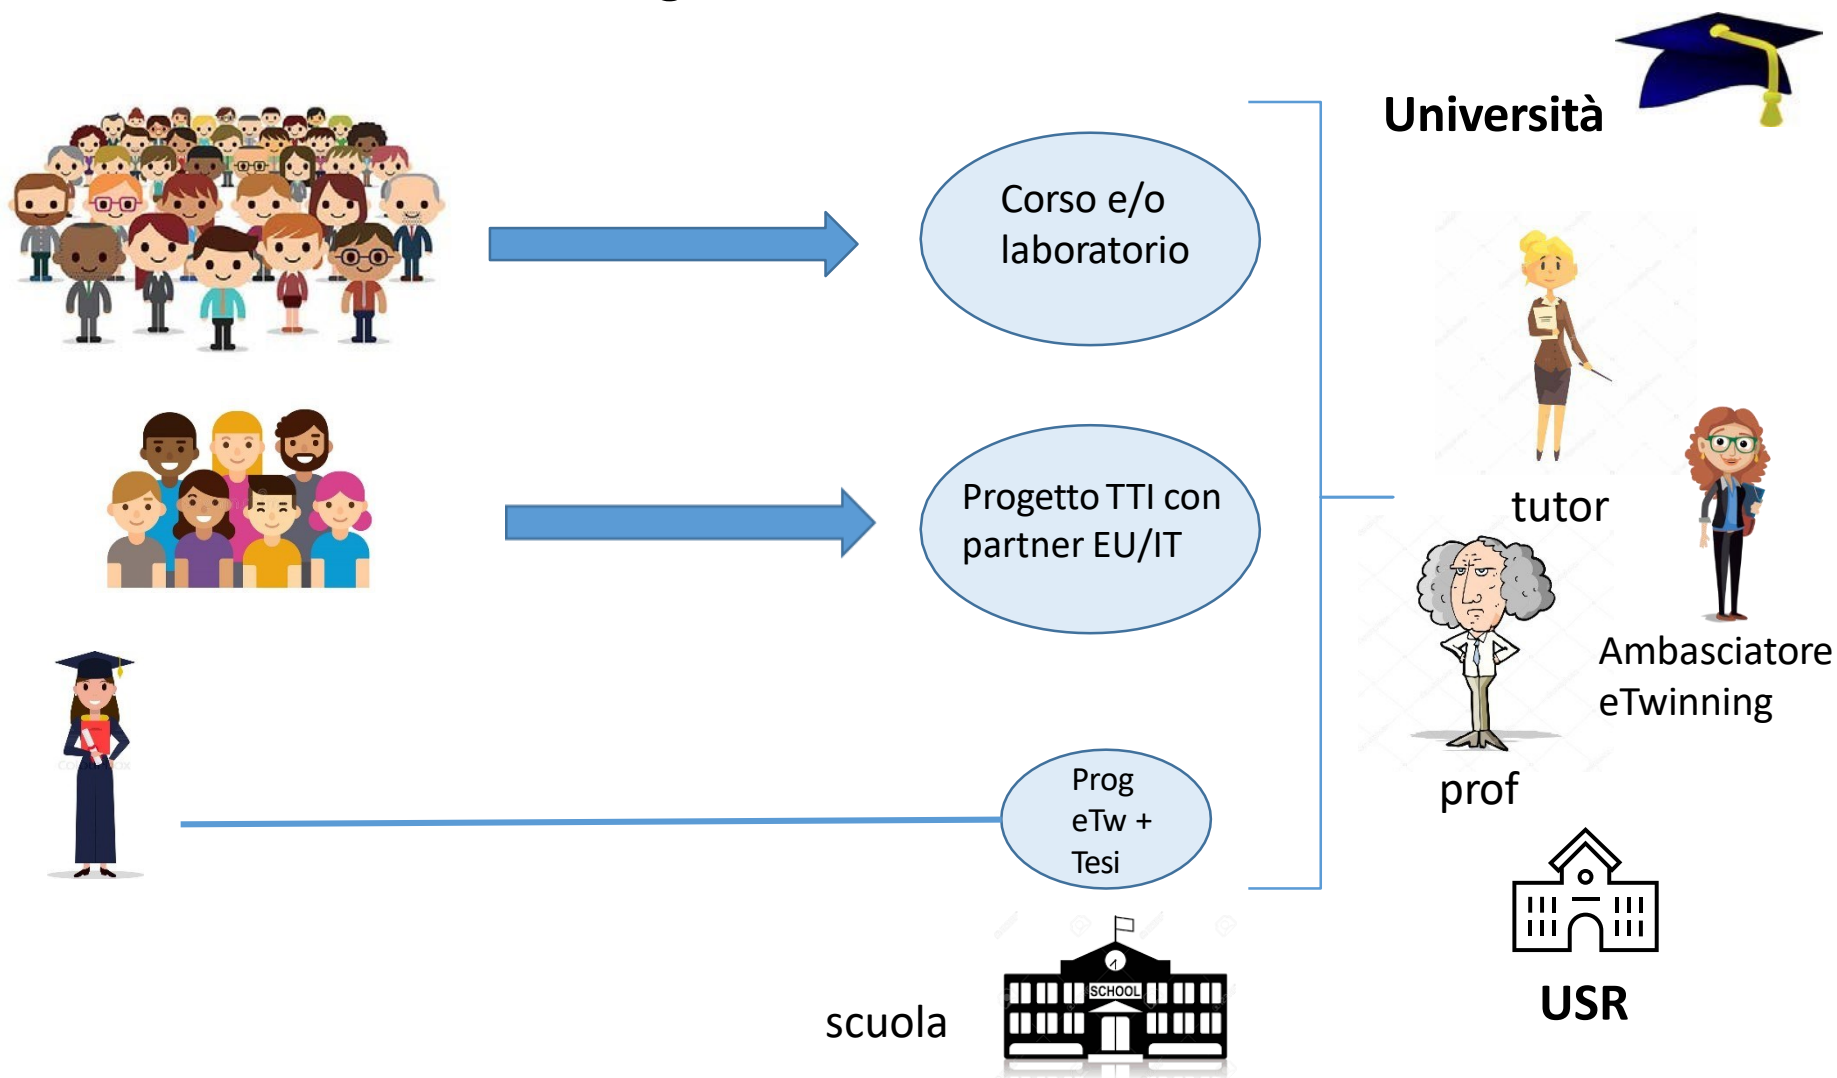 Università
Corso e/o
laboratorio
Progetto TTI con
partner EU/IT
tutor
Ambasciatore
eTwinning
prof
Prog
eTw +
Tesi
SCHOOL
scuola
USR